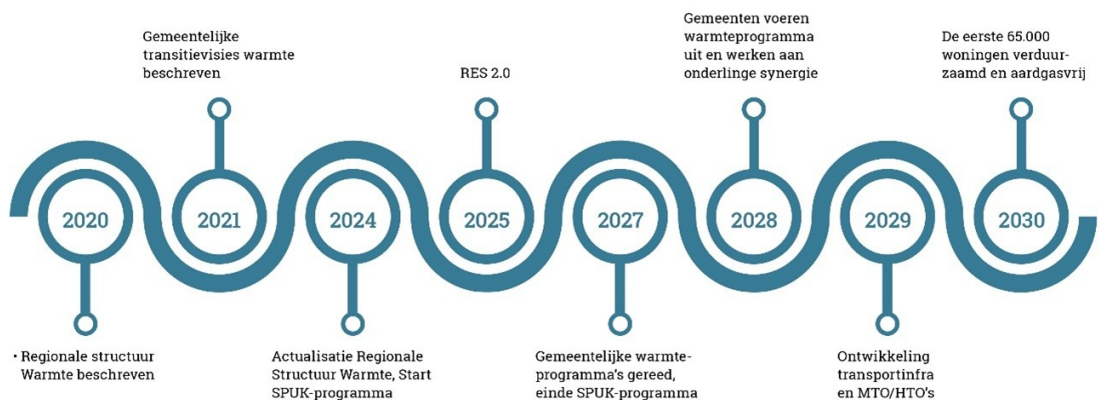 Gemeentelijke
transitievisies warmte
beschreven
RES 2.0
Gemeenten voeren
warmteprogramma
uit en werken aan
onderlinge synergie
De eerste 65.000
woningen verduur-
zaamd en aardgasvrij
2020
2021
2024
2025
2027
2028
2029
2030
• Regionale structuur
Warmte beschreven
Actualisatie Regionale
Structuur Warmte, Start
SPUK-programma
Gemeentelijke warmte-
programma's gereed,
einde SPUK-programma
Ontwikkeling
transportinfra
en MTO/HTO's